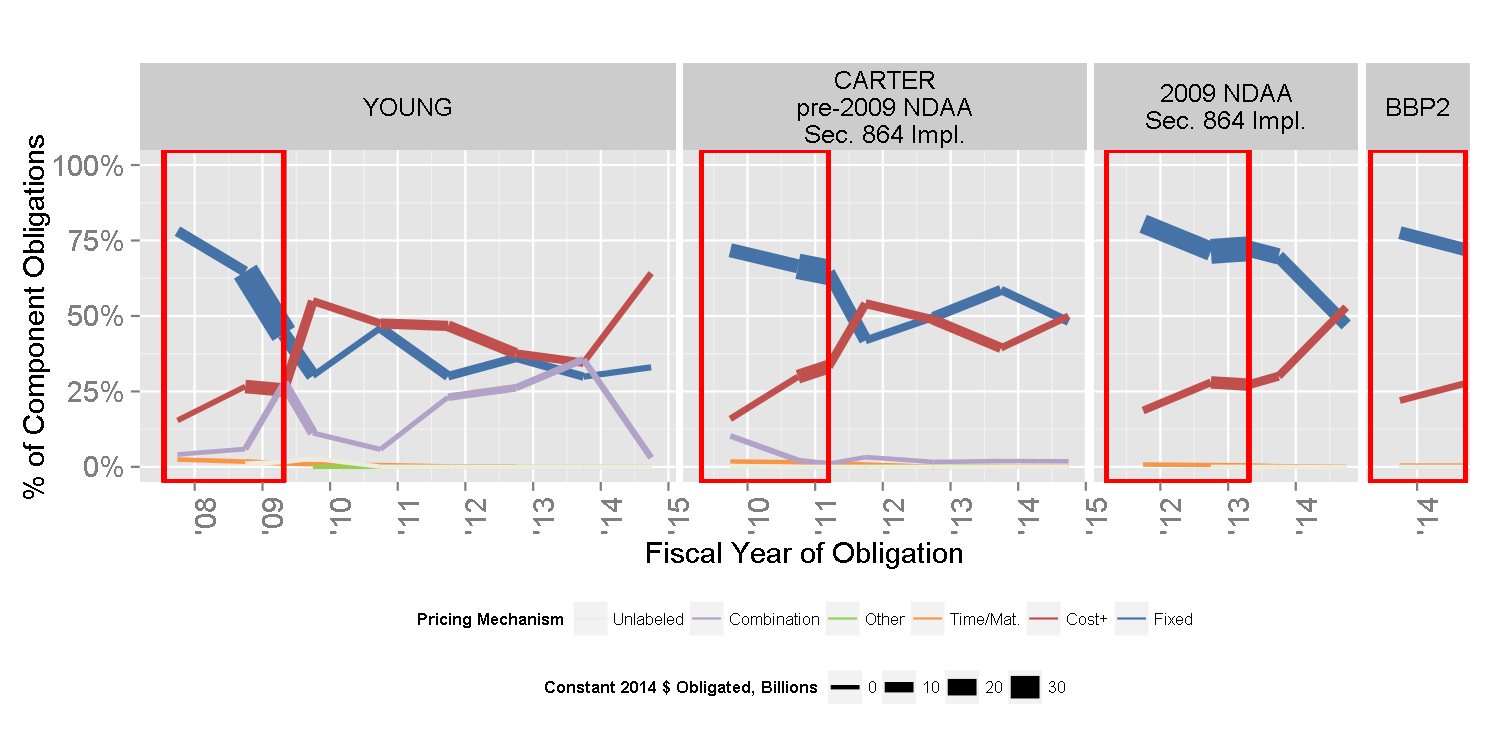 YOUNG
CARTER
pre-2009 NDAA
Sec. 864 Impl.
2009 NDAA
Sec. 864 Impl.
BBP2
% of Component Obligations
100%
75%
50%
25%
0%
'08 '09 '10 '11 '12 '13 '14 '15 '10 '11 '12 '13 '14 '15 '12 '13 '14 '14
Fiscal Year of Obligation
Pricing Mechanism Unlabeled Combination Other Time/Mat. Cost+ Fixed
Constant 2014 $ Obligated, Billions 0 10 20 30